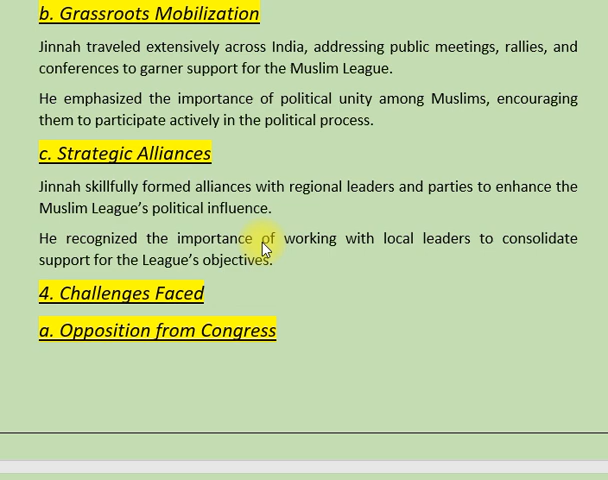 b. Grassroots Mobilization
Jinnah traveled extensively across India, addressing public meetings, rallies, and
conferences to garner support for the Muslim League.
He emphasized the importance of political unity among Muslims, encouraging
them to participate actively in the political process.
c. Strategic Alliances
Jinnah skillfully formed alliances with regional leaders and parties to enhance the
Muslim League’s political influence.
He recognized the importance of working with local leaders to consolidate
support for the League’s objectives.
4. Challenges Faced
a. Opposition from Congress